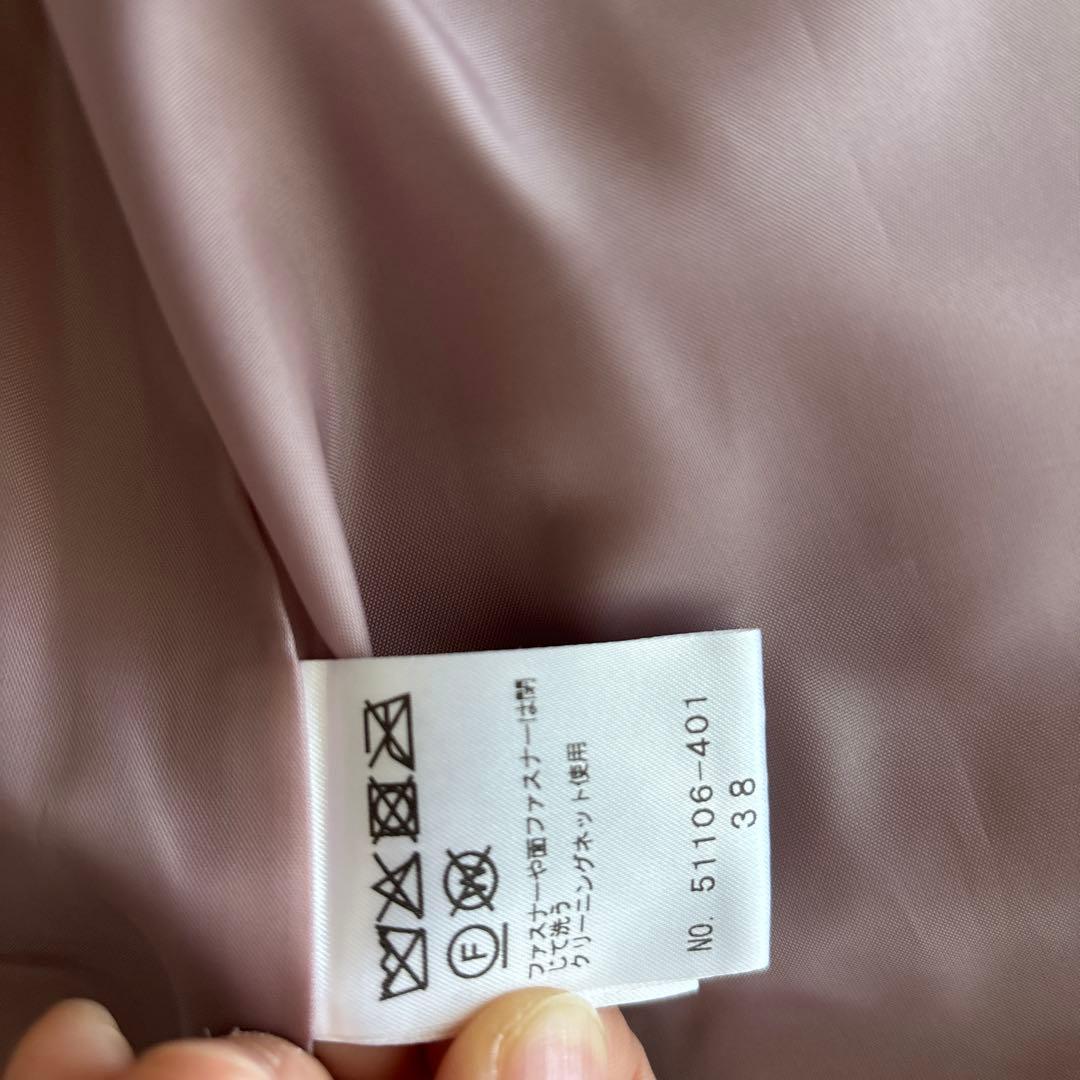 F
W
ファスナーや面ファスナーは閉
じて洗う
クリーニングネット使用
NO. 51106-401
38